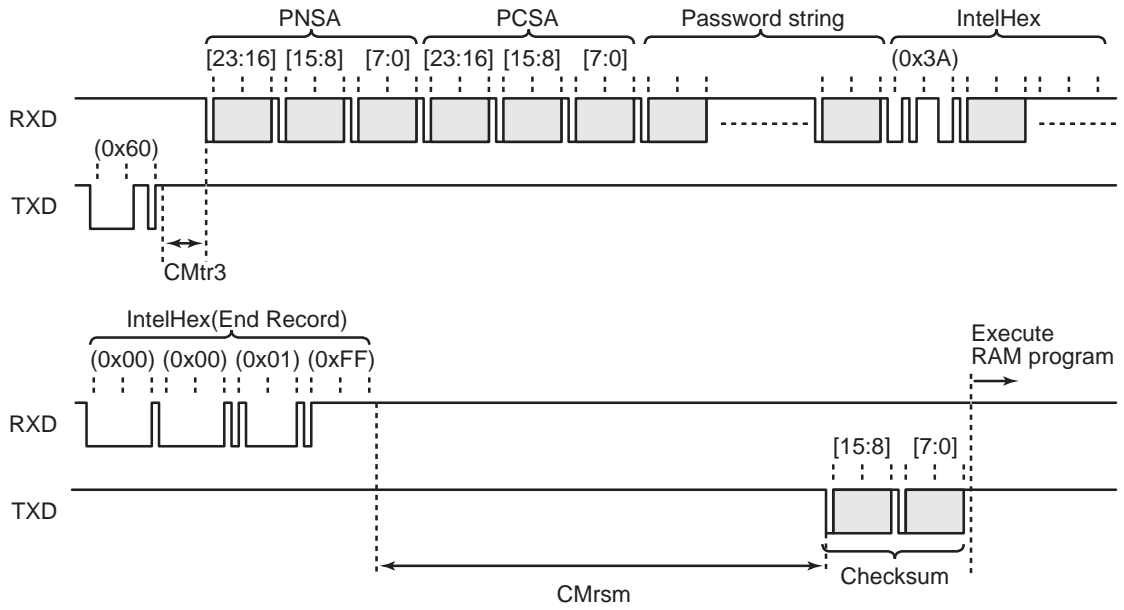 PNSA PCSA Password string IntelHex
[23:16] [15:8] [7:0] [23:16] [15:8] [7:0] (0x3A)
RXD
(0x60)
TXD
CMtr3
IntelHex(End Record)
(0x00) (0x00) (0x01) (0xFF)
Execute
RAM program
RXD
[15:8] [7:0]
TXD
Checksum
CMrsm